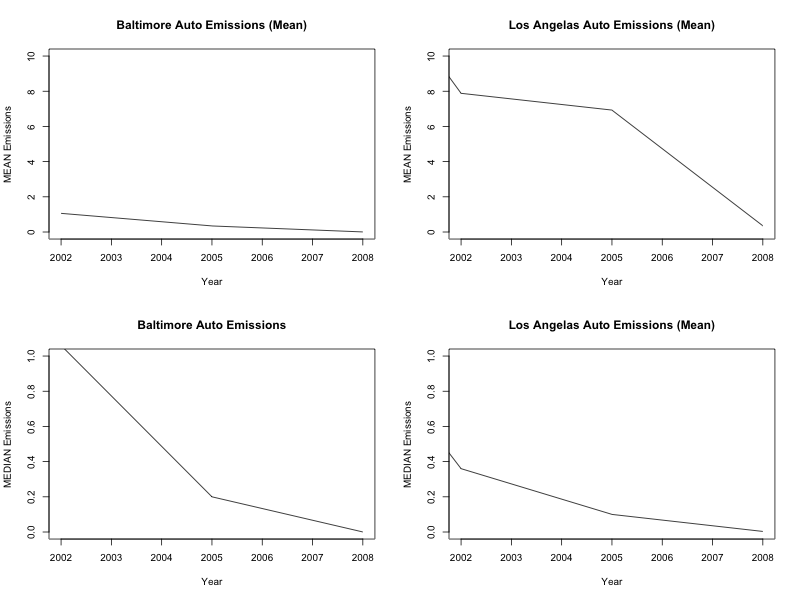 Baltimore Auto Emissions (Mean)
MEAN Emissions
10
8
6
4
2
0
2002 2003 2004 2005 2006 2007 2008
Year
Los Angelas Auto Emissions (Mean)
MEAN Emissions
10
8
6
4
2
0
2002 2003 2004 2005 2006 2007 2008
Year
Baltimore Auto Emissions
MEDIAN Emissions
1.0
0.8
0.6
0.4
0.2
0.0
2002 2003 2004 2005 2006 2007 2008
Year
Los Angelas Auto Emissions (Mean)
MEDIAN Emissions
1.0
0.8
0.6
0.4
0.2
0.0
2002 2003 2004 2005 2006 2007 2008
Year